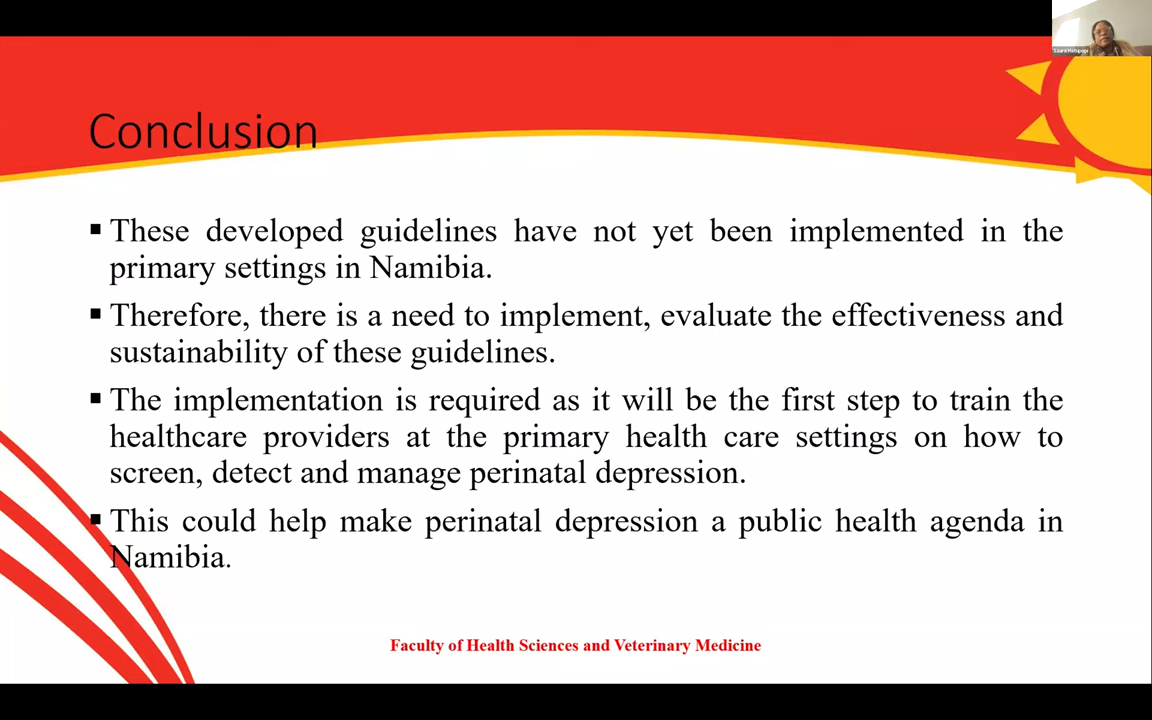 Saara Hatupopi
Conclusion
▪ These developed guidelines have not yet been implemented in the
primary settings in Namibia.
▪ Therefore, there is a need to implement, evaluate the effectiveness and
sustainability of these guidelines.
▪ The implementation is required as it will be the first step to train the
healthcare providers at the primary health care settings on how to
screen, detect and manage perinatal depression.
▪ This could help make perinatal depression a public health agenda in
Namibia.
Faculty of Health Sciences and Veterinary Medicine